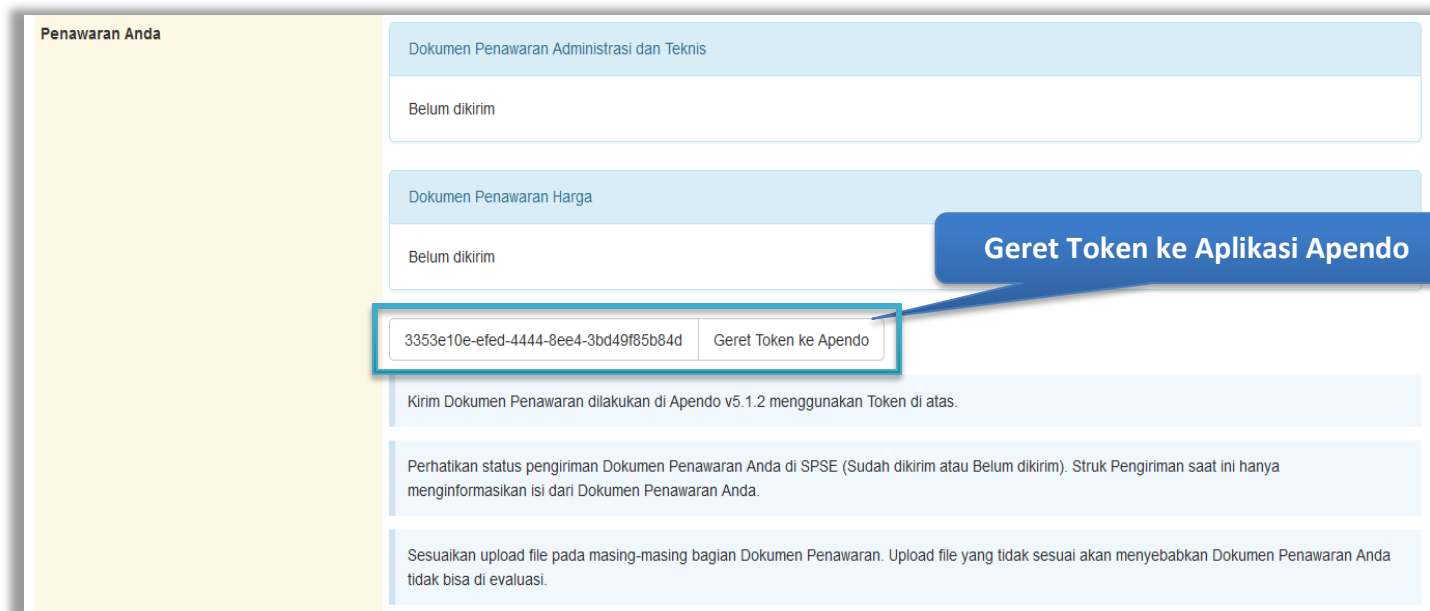 Penawaran Anda
Dokumen Penawaran Administrasi dan Teknis
Belum dikirim
Dokumen Penawaran Harga
Belum dikirim
Geret Token ke Aplikasi Apendo
3353e10e-efed-4444-8ee4-3bd49f85b84d Geret Token ke Apendo
Kirim Dokumen Penawaran dilakukan di Apendo v5.1.2 menggunakan Token di atas.
Perhatikan status pengiriman Dokumen Penawaran Anda di SPSE (Sudah dikirim atau Belum dikirim). Struk Pengiriman saat ini hanya
menginformasikan isi dari Dokumen Penawaran Anda.
Sesuaikan upload file pada masing-masing bagian Dokumen Penawaran. Upload file yang tidak sesuai akan menyebabkan Dokumen Penawaran Anda
tidak bisa di evaluasi.